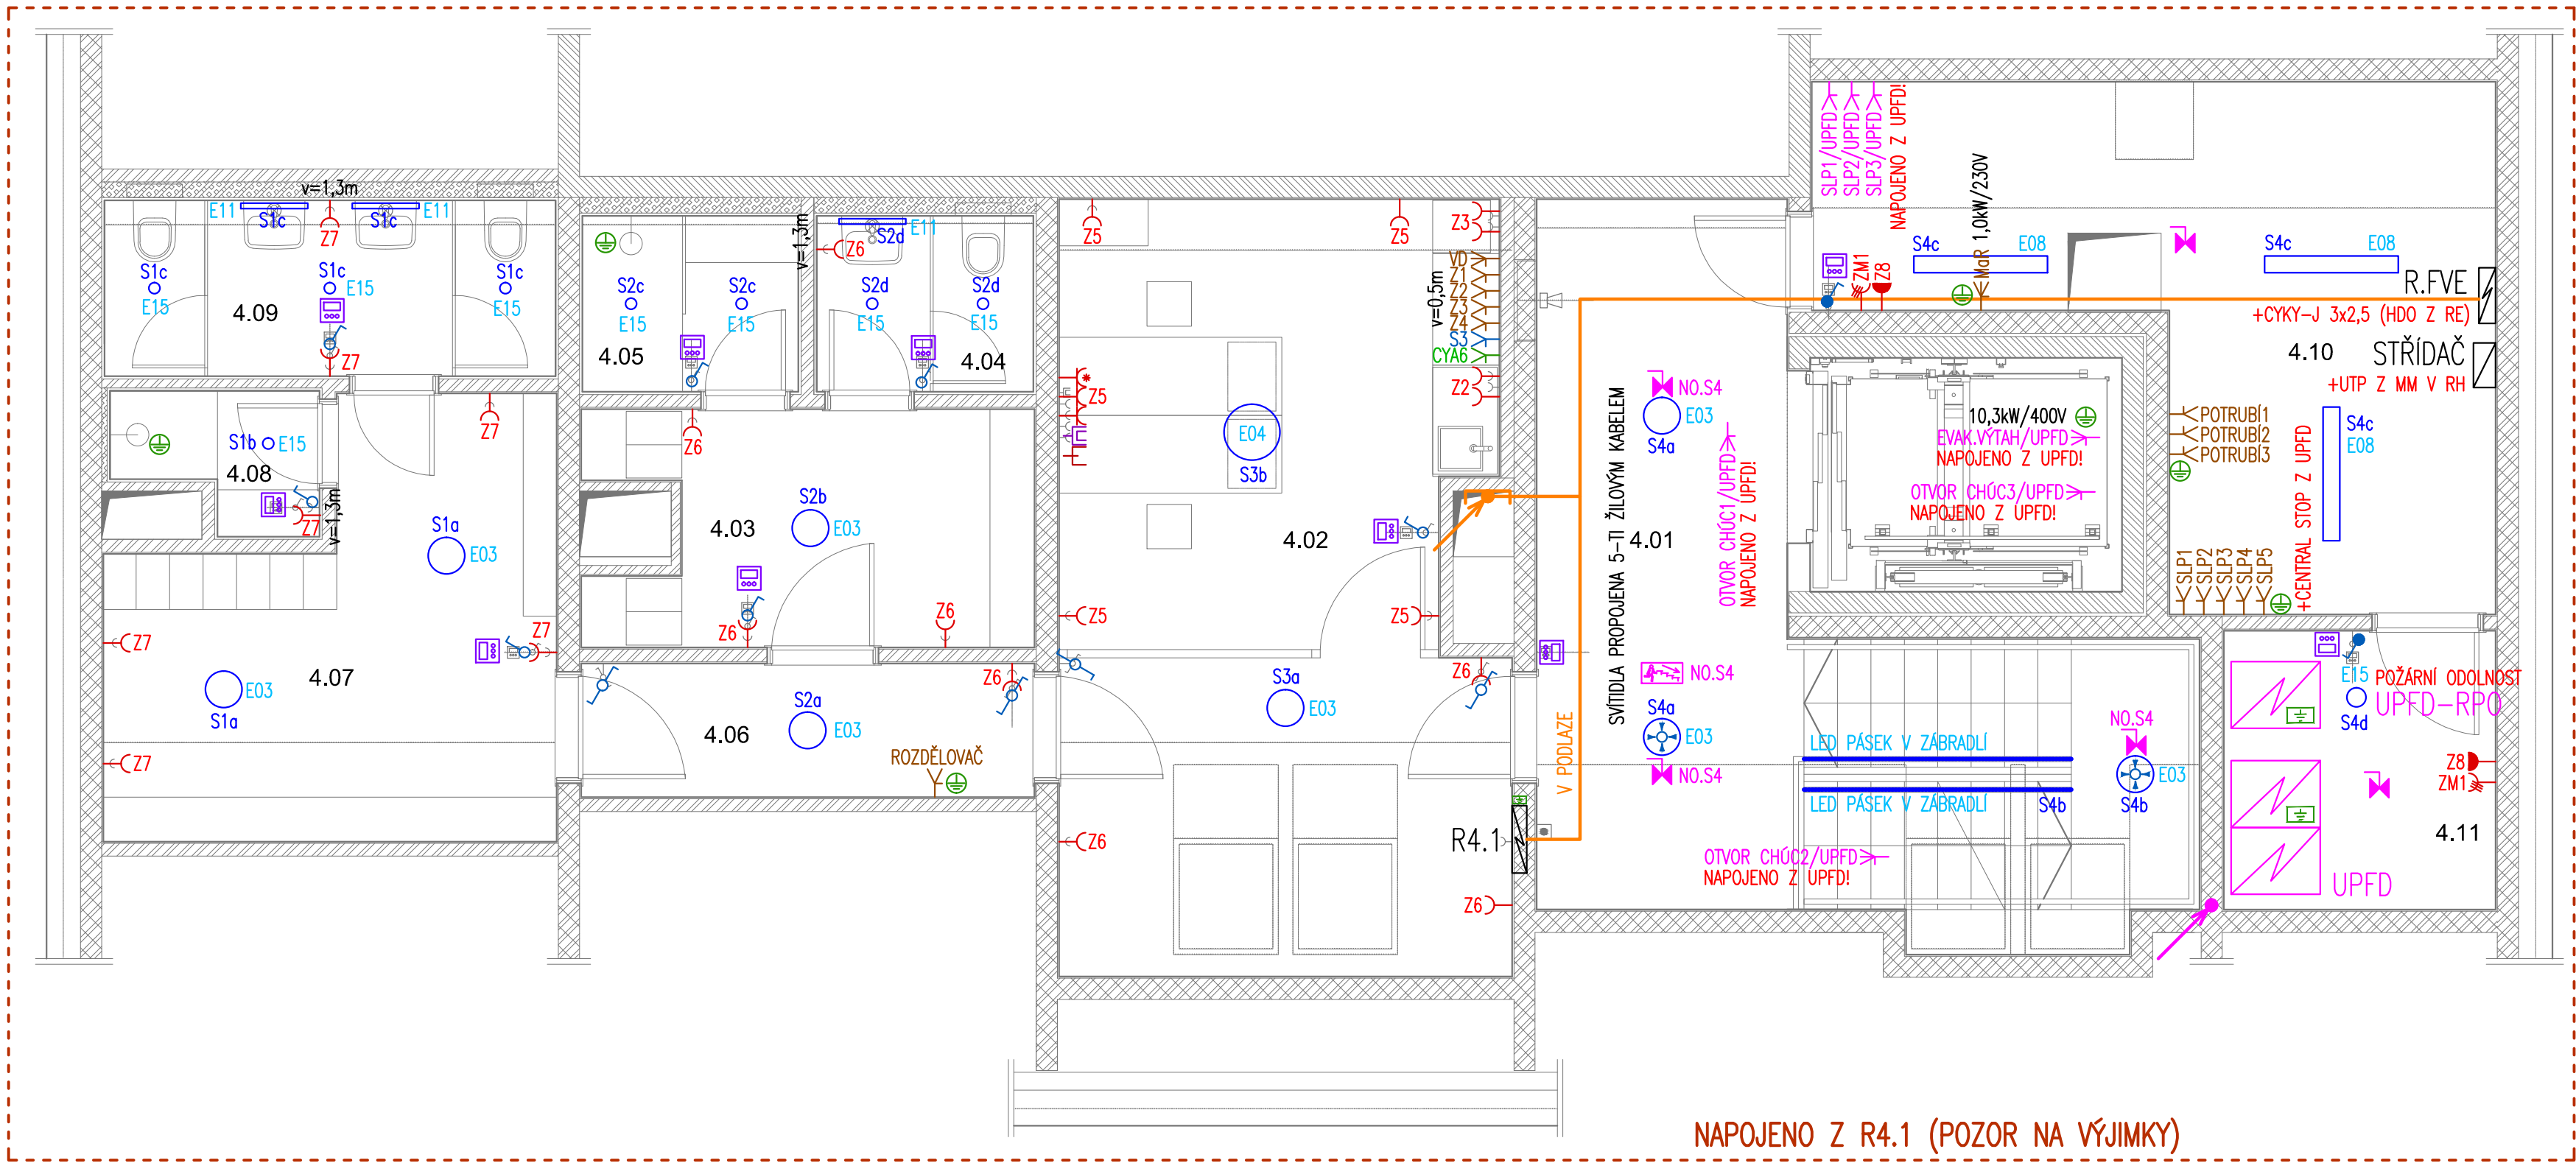 v=1,3m
E11
S1c
S1c
E11
Z7
S1c
E15
S1c
E15
S1c
E15
4.09
Z7
S1b
E15
4.08
Z7
v=1,3m
Z7
S1a
E03
Z7
Z7
4.07
S1a
E03
Z7
v=1,3m
S2c
E15
S2c
E15
4.05
E11
S2d
Z6
S2d
E15
S2d
E15
4.04
Z6
S2b
E03
4.03
Z6
Z6
Z6
S2a
E03
4.06
ROZDĚLOVAČ
Z5
Z5
Z3
VD
Z1
Z2
Z3
Z4
S3
CYA6
v=0,5m
Z2
Z5
E04
S3b
4.02
Z5
Z5
S3a
E03
Z6
Z6
R4.1
Z6
V PODLAZE
SVÍTIDLA PROPOJENA 5-TI ŽILOVÝM KABELEM
4.01
NO.S4
E03
S4a
OTVOR CHÚC1/UPFD
NAPOJENO Z UPFD!
NO.S4
S4a
E03
NO.S4
LED PÁSEK V ZÁBRADLÍ
LED PÁSEK V ZÁBRADLÍ
S4b
NO.S4
E03
S4b
OTVOR CHÚC2/UPFD
NAPOJENO Z UPFD!
SLP1/UPFD
SLP2/UPFD
SLP3/UPFD
NAPOJENO Z UPFD!
ZM1
Z8
MaR 1,0kW/230V
S4c
E08
S4c
E08
R.FVE
+CYKY-J 3x2,5 (HDO Z RE)
4.10
STŘÍDAČ
+UTP Z MM V RH
10,3kW/400V
EVAK.VÝTAH/UPFD
NAPOJENO Z UPFD!
OTVOR CHÚC3/UPFD
NAPOJENO Z UPFD!
POTRUBÍ1
POTRUBÍ2
POTRUBÍ3
S4c
E08
+CENTRAL STOP Z UPFD
SLP1
SLP2
SLP3
SLP4
SLP5
E15
POŽÁRNÍ ODOLNOST
UPFD-RPO
S4d
Z8
ZM1
4.11
UPFD
NAPOJENO Z R4.1 (POZOR NA VÝJIMKY)